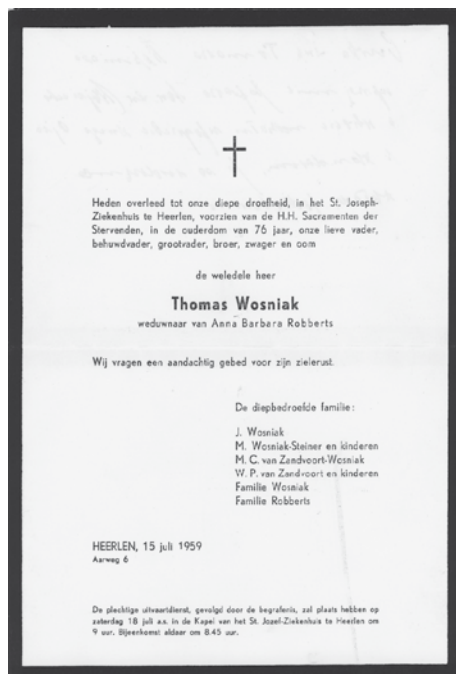 Heden overleed tot onze diepe droefheid, in het St. Joseph-
Ziekenhuis te Heerlen, voorzien van de H.H. Sacramenten der
Stervenden, in de ouderdom van 76 jaar, onze lieve vader,
behuwdvader, grootvader, broer, zwager en oom
de weledele heer
Thomas Wosniak
weduwnaar van Anna Barbara Robberts
Wij vragen een aandachtig gebed voor zijn zielerust.
De diepbedroefde familie:
J. Wosniak
M. Wosniak-Steiner en kinderen
M. C. van Zandvoort-Wosniak
W. P. van Zandvoort en kinderen
Familie Wosniak
Familie Robberts
HEERLEN, 15 juli 1959
Aarweg 6
De plechtige uitvaartdienst, gevolgd door de begrafenis, zal plaats hebben op
zaterdag 18 juli a.s. in de Kapel van het St. Jozef-Ziekenhuis te Heerlen om
9 uur. Bijeenkomst aldaar om 8.45 uur.